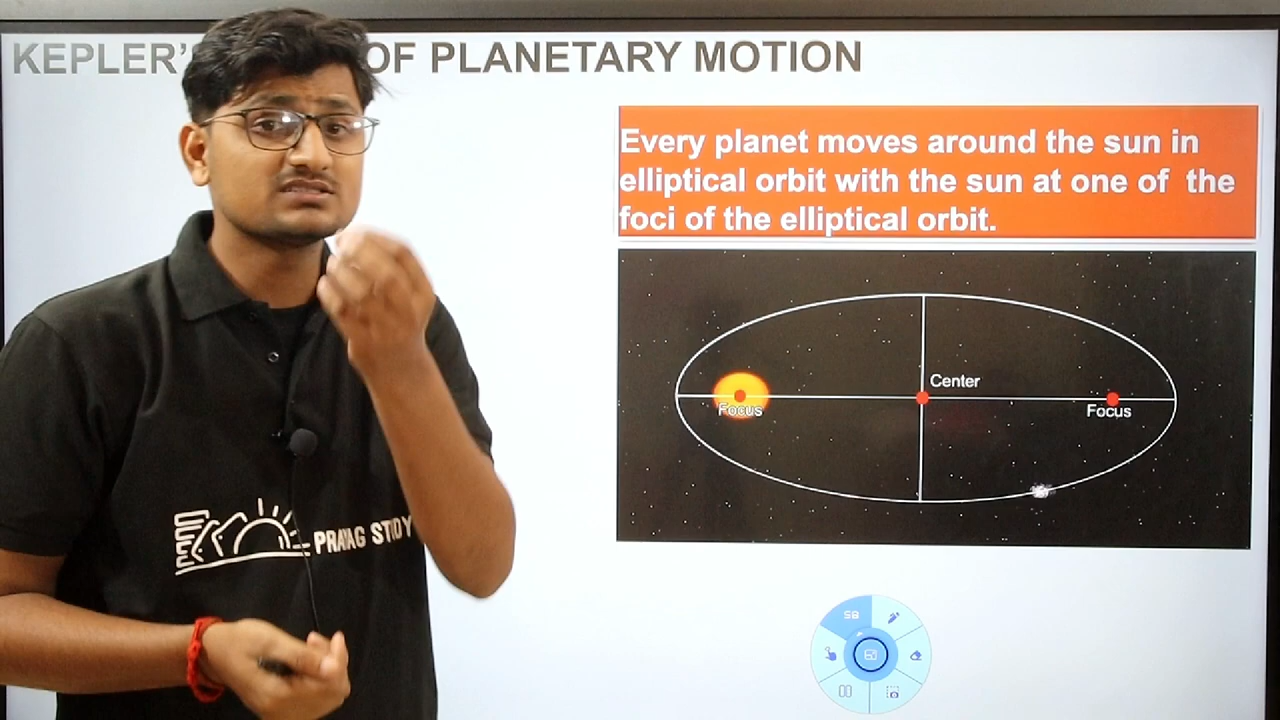 KEPLER'S OF PLANETARY MOTION
Every planet moves around the sun in
elliptical orbit with the sun at one of the
foci of the elliptical orbit.
Center
Focus
Focus
PRAYAG STUDY